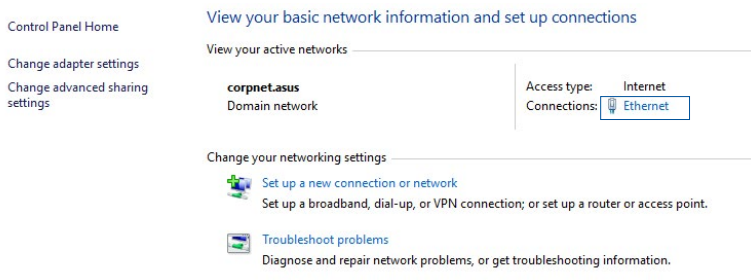 Control Panel Home
Change adapter settings
Change advanced sharing
settings
View your basic network information and set up connections
View your active networks
corpnet.asus
Domain network
Access type: Internet
Connections: Ethernet
Change your networking settings
Set up a new connection or network
Set up a broadband, dial-up, or VPN connection; or set up a router or access point.
Troubleshoot problems
Diagnose and repair network problems, or get troubleshooting information.